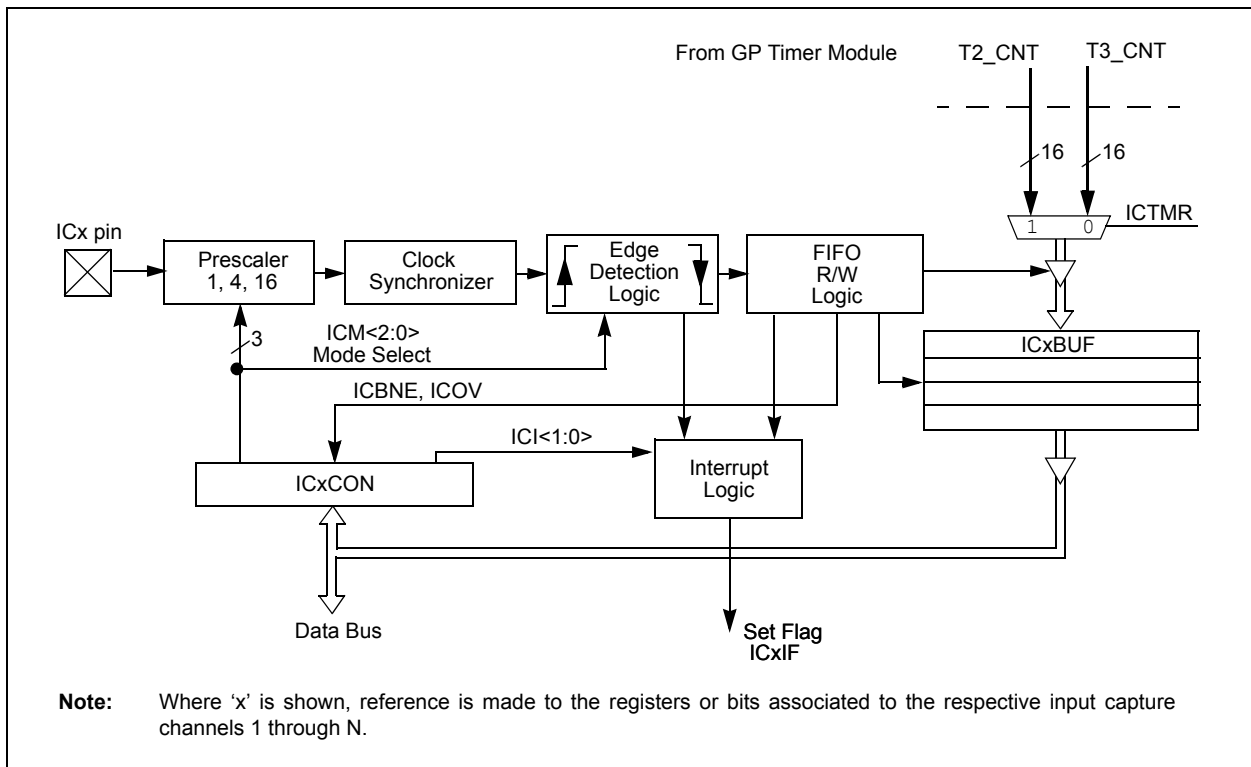 From GP Timer Module
T2_CNT
T3_CNT
16
16
ICx pin
1
0
ICTMR
Prescaler
1, 4, 16
Clock
Synchronizer
Edge
Detection
Logic
FIFO
R/W
Logic
3
ICM<2:0>
Mode Select
ICxBUF
ICBNE, ICOV
ICI<1:0>
ICxCON
Interrupt
Logic
Data Bus
Set Flag
ICxIF
Note: Where ‘x’ is shown, reference is made to the registers or bits associated to the respective input capture
channels 1 through N.